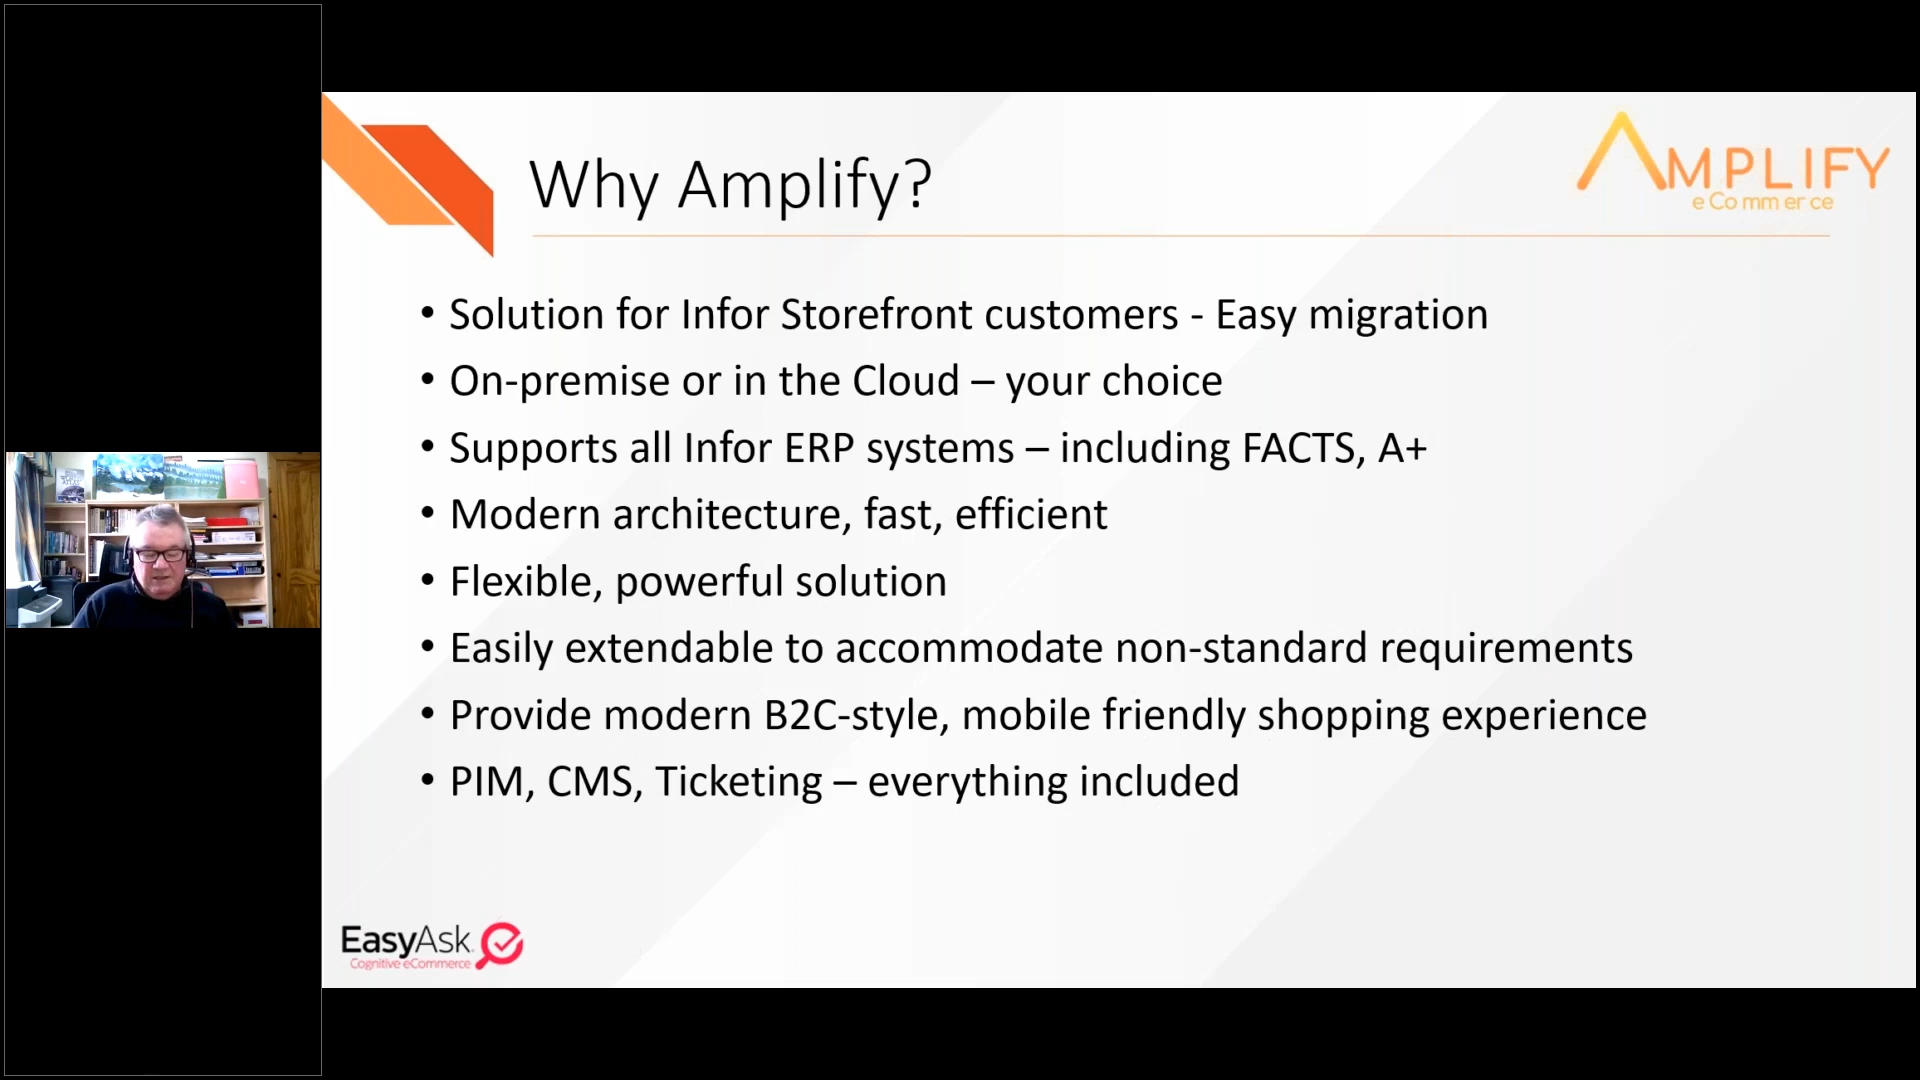 Why Amplify?
AMPLIFY
eCommerce
• Solution for Infor Storefront customers - Easy migration
• On-premise or in the Cloud – your choice
• Supports all Infor ERP systems – including FACTS, A+
• Modern architecture, fast, efficient
• Flexible, powerful solution
• Easily extendable to accommodate non-standard requirements
• Provide modern B2C-style, mobile friendly shopping experience
• PIM, CMS, Ticketing – everything included
EasyAsk
Cognitive eCommerce